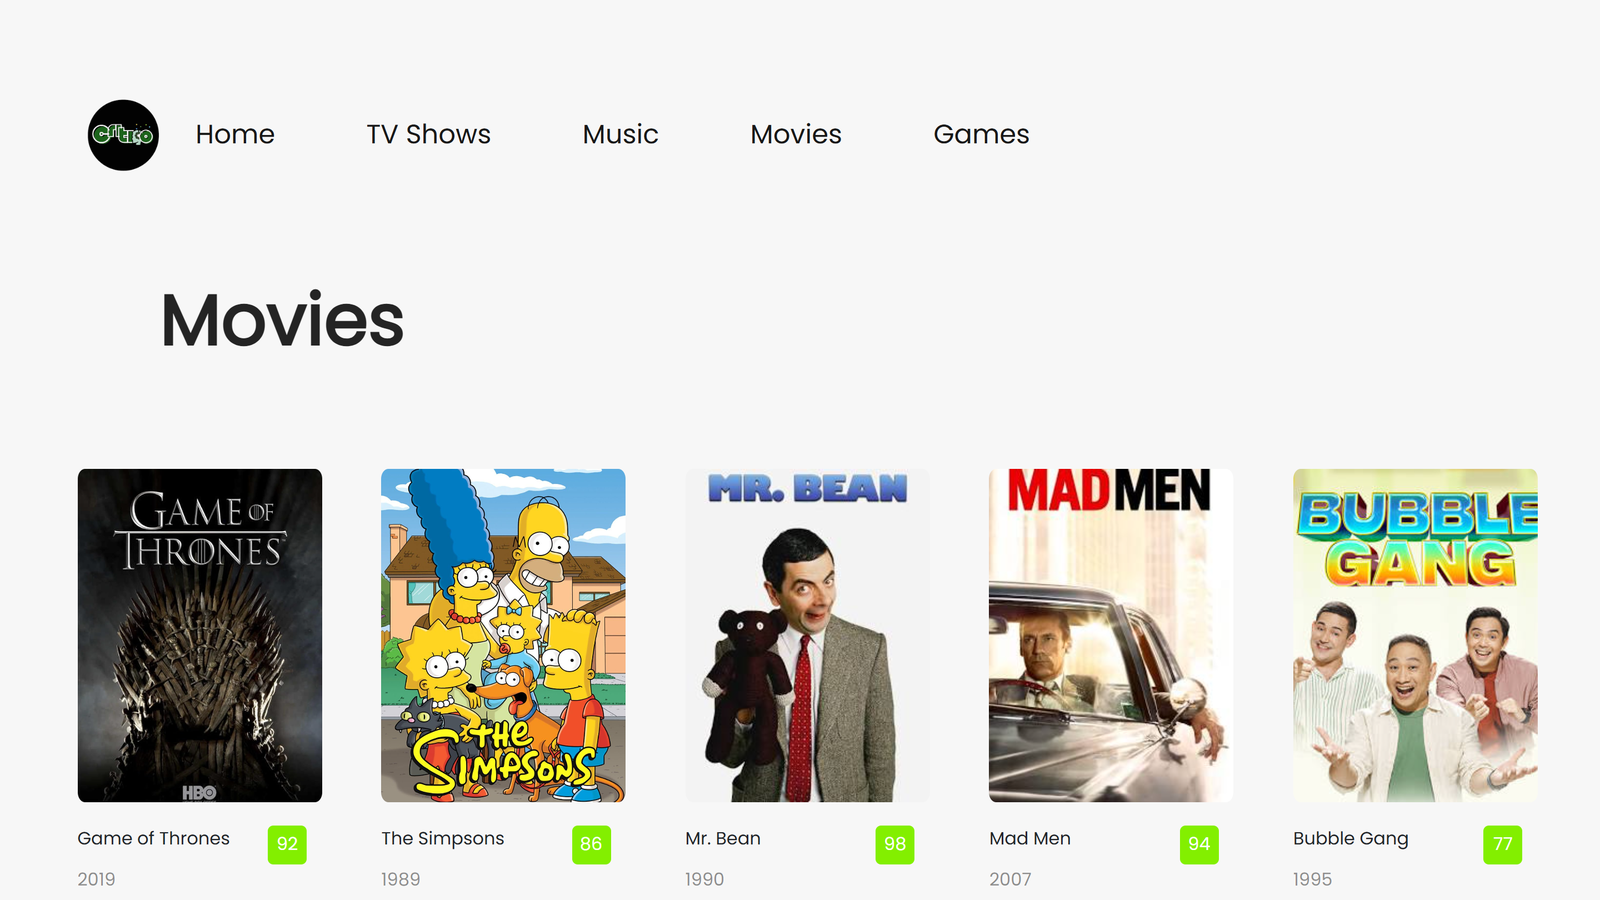 Home TV Shows Music Movies Games
Movies
GAME OF
THRONES
HBO
THE
SIMPSONS
MR. BEAN
MAD MEN
BUBBLE
GANG
Game of Thrones 92
2019
The Simpsons 86
1989
Mr. Bean 98
1990
Mad Men 94
2007
Bubble Gang 77
1995